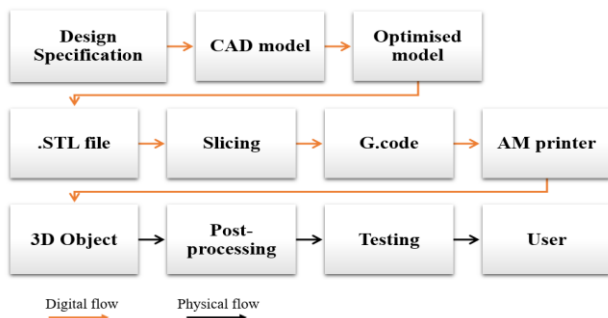 Design
Specification
CAD model
Optimised
model
.STL file
Slicing
G.code
AM printer
3D Object
Post-
processing
Testing
User
Digital flow
Physical flow